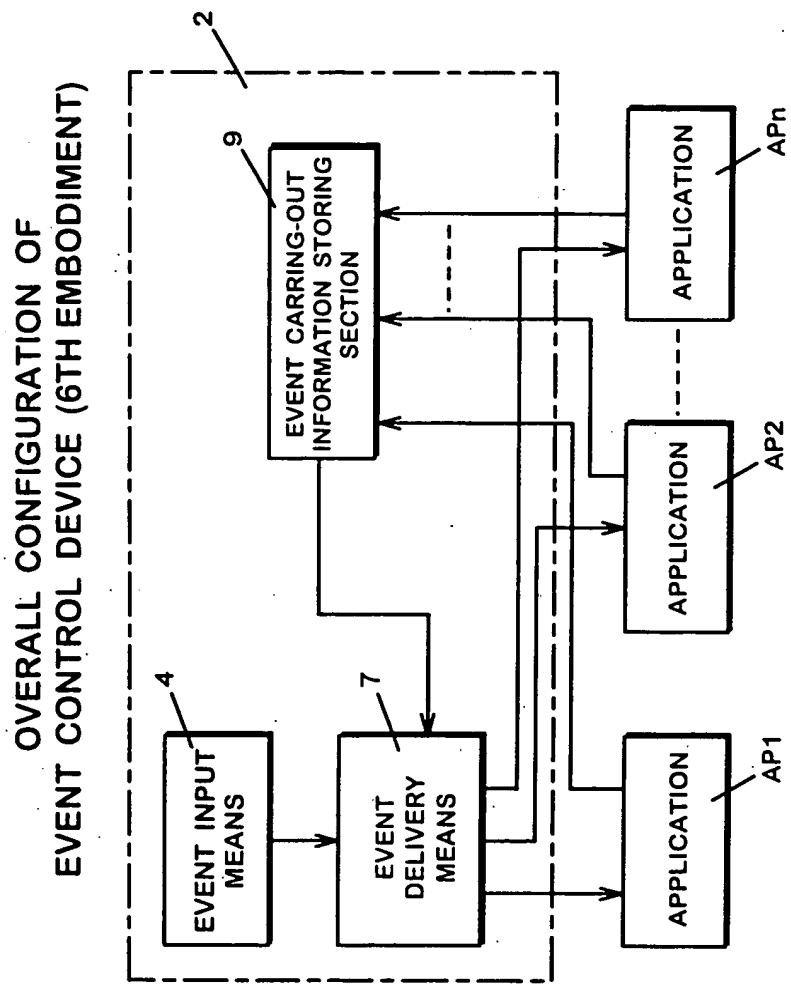 OVERALL CONFIGURATION OF
EVENT CONTROL DEVICE (6TH EMBODIMENT)
2
4
EVENT INPUT
MEANS
9
EVENT CARRING-OUT
INFORMATION STORING
SECTION
7
EVENT
DELIVERY
MEANS
APPLICATION
AP1
APPLICATION
AP2
APPLICATION
APn